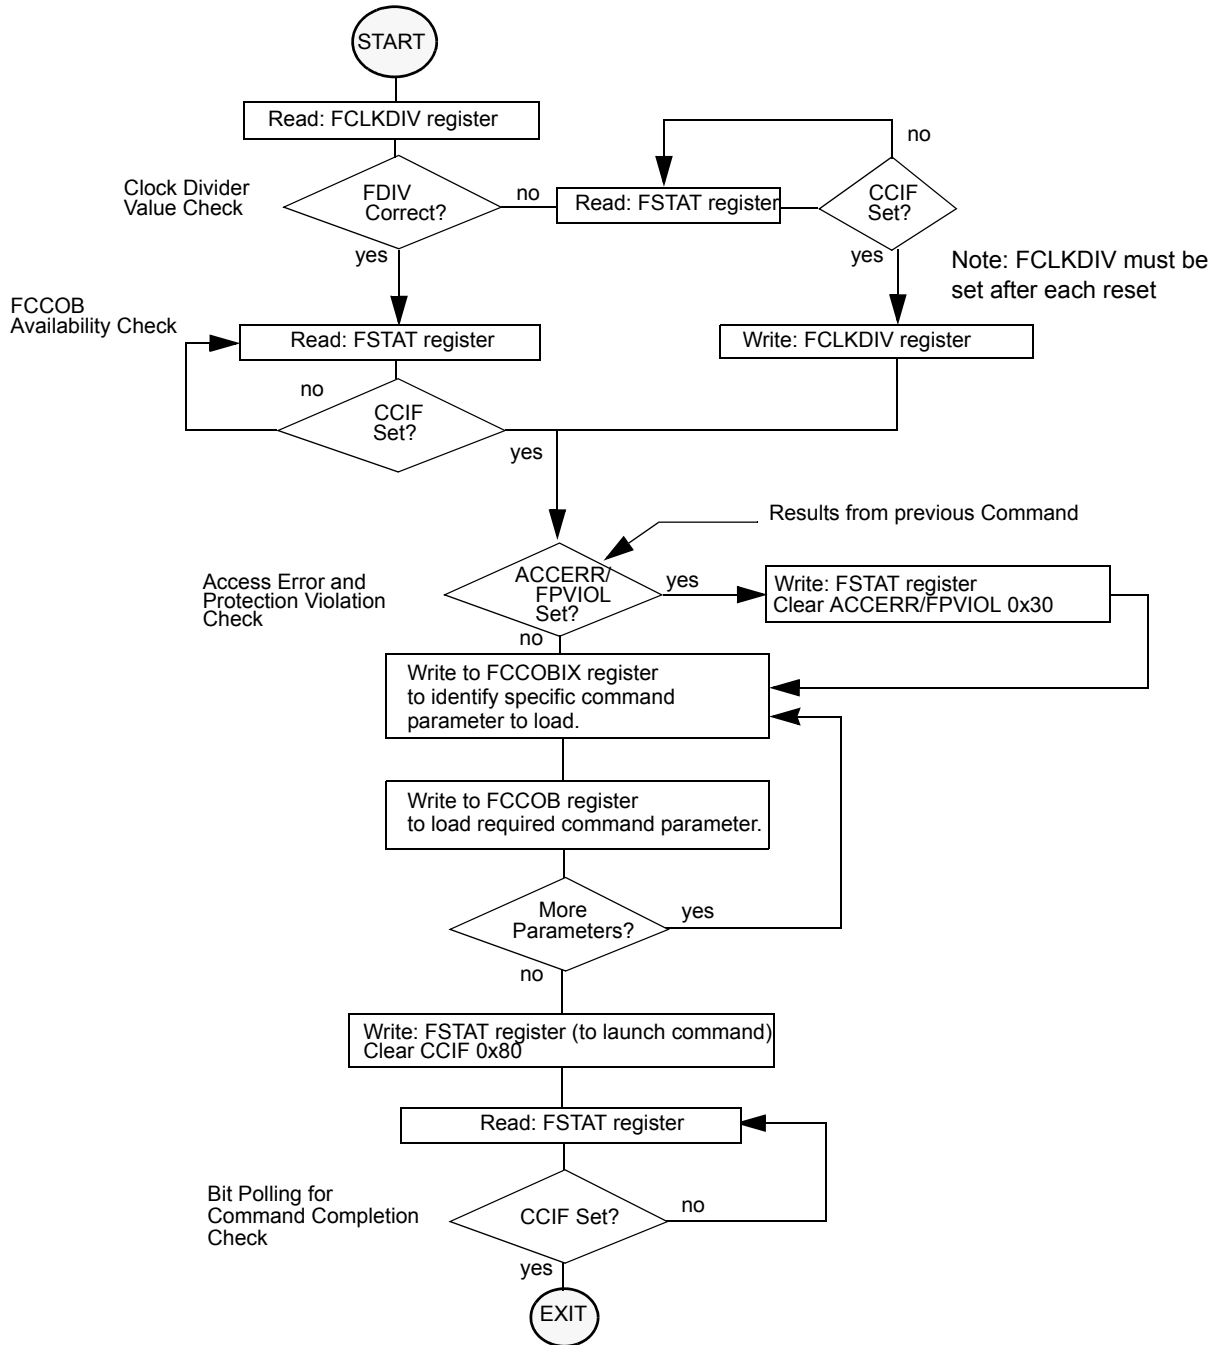 START
Read: FCLKDIV register
no
Clock Divider
Value Check
FDIV
Correct?
no
Read: FSTAT register
CCIF
Set?
yes
yes
Note: FCLKDIV must be
set after each reset
FCCOB
Availability Check
Read: FSTAT register
Write: FCLKDIV register
no
CCIF
Set?
yes
Results from previous Command
Access Error and
Protection Violation
Check
ACCERR/
FPVIOL
Set?
yes
Write: FSTAT register
Clear ACCERR/FPVIOL 0x30
no
Write to FCCOBIX register
to identify specific command
parameter to load.
Write to FCCOB register
to load required command parameter.
More
Parameters?
yes
no
Write: FSTAT register (to launch command)
Clear CCIF 0x80
Read: FSTAT register
Bit Polling for
Command Completion
Check
CCIF Set?
no
yes
EXIT